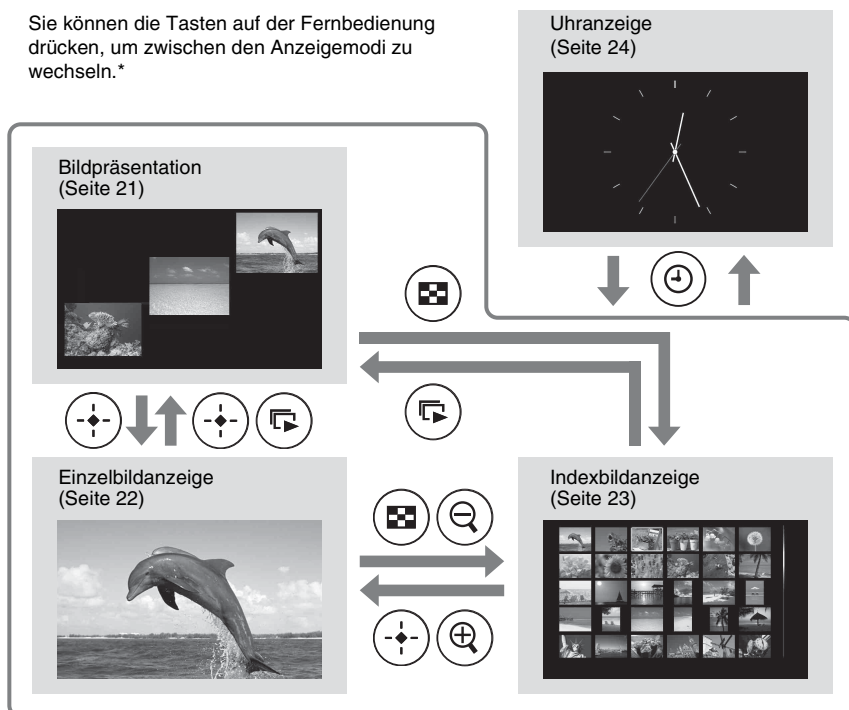 Sie können die Tasten auf der Fernbedienung
drücken, um zwischen den Anzeigemodi zu
wechseln.*
Uhranzeige
(Seite 24)
Bildpräsentation
(Seite 21)
Einzelbildanzeige
(Seite 22)
Indexbildanzeige
(Seite 23)